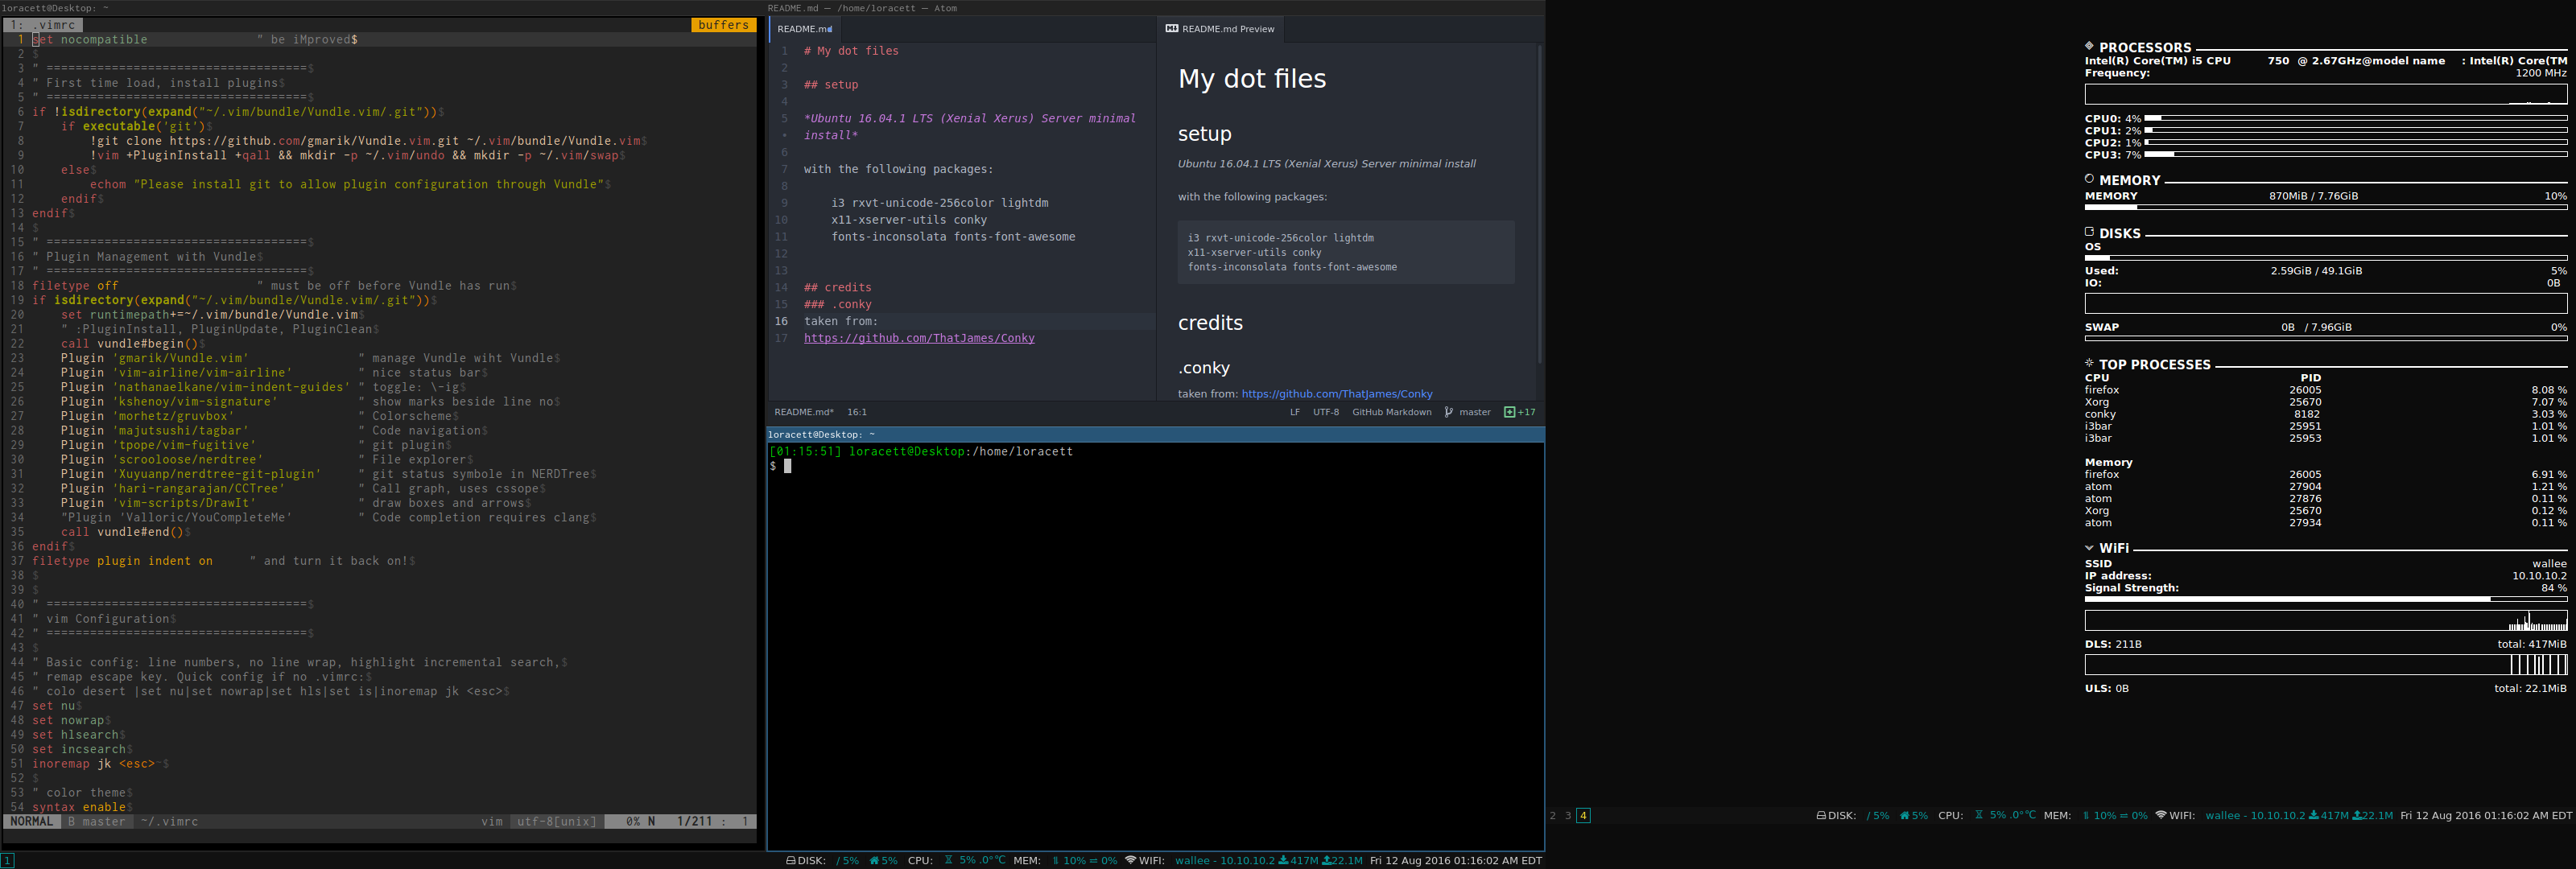 loracett@Desktop: ~
1: .vimrc buffers
1 set nocompatible " be iMproved$
2 $
3 " ====================================$
4 " First time load, install plugins$
5 " ====================================$
6 if !isdirectory(expand("~/.vim/bundle/Vundle.vim/.git"))$
7 if executable('git')$
8 !git clone https://github.com/gmarik/Vundle.vim.git ~/.vim/bundle/Vundle.vim$
9 !vim +PluginInstall +qall && mkdir -p ~/.vim/undo && mkdir -p ~/.vim/swap$
10 else$
11 echom "Please install git to allow plugin configuration through Vundle"$
12 endif$
13 endif$
14 $
15 " ====================================$
16 " Plugin Management with Vundle$
17 " ====================================$
18 filetype off " must be off before Vundle has run$
19 if isdirectory(expand("~/.vim/bundle/Vundle.vim/.git"))$
20 set runtimepath+=~/.vim/bundle/Vundle.vim$
21 " :PluginInstall, PluginUpdate, PluginClean$
22 call vundle#begin()$
23 Plugin 'gmarik/Vundle.vim' " manage Vundle wiht Vundle$
24 Plugin 'vim-airline/vim-airline' " nice status bar$
25 Plugin 'nathanaelkane/vim-indent-guides' " toggle: \-ig$
26 Plugin 'kshenoy/vim-signature' " show marks beside line no$
27 Plugin 'morhetz/gruvbox' " Colorscheme$
28 Plugin 'majutsushi/tagbar' " Code navigation$
29 Plugin 'tpope/vim-fugitive' " git plugin$
30 Plugin 'scrooloose/nerdtree' " File explorer$
31 Plugin 'Xuyuanp/nerdtree-git-plugin' " git status symbole in NERDTree$
32 Plugin 'hari-rangarajan/CCTree' " Call graph, uses cssope$
33 Plugin 'vim-scripts/DrawIt' " draw boxes and arrows$
34 "Plugin 'Valloric/YouCompleteMe' " Code completion requires clang$
35 call vundle#end()$
36 endif$
37 filetype plugin indent on " and turn it back on!$
38 $
39 $
40 " ====================================$
41 " vim Configuration$
42 " ====================================$
43 $
44 " Basic config: line numbers, no line wrap, highlight incremental search,$
45 " remap escape key. Quick config if no .vimrc:$
46 " colo desert |set nu|set nowrap|set hls|set is|inoremap jk <esc>$
47 set nu$
48 set nowrap$
49 set hlsearch$
50 set incsearch$
51 inoremap jk <esc>~$
52 $
53 " color theme$
54 syntax enable$
NORMAL B master ~/.vimrc vim utf-8[unix] 0% N 1/211 : 1
README.md — /home/loracett — Atom
README.md
1 # My dot files
2
3 ## setup
4
5 *Ubuntu 16.04.1 LTS (Xenial Xerus) Server minimal
• install*
6
7 with the following packages:
8
9 i3 rxvt-unicode-256color lightdm
10 x11-xserver-utils conky
11 fonts-inconsolata fonts-font-awesome
12
13
14 ## credits
15 ### .conky
16 taken from:
17 https://github.com/ThatJames/Conky
README.md Preview
My dot files
setup
Ubuntu 16.04.1 LTS (Xenial Xerus) Server minimal install
with the following packages:
i3 rxvt-unicode-256color lightdm
x11-xserver-utils conky
fonts-inconsolata fonts-font-awesome
credits
.conky
taken from: https://github.com/ThatJames/Conky
README.md* 16:1 LF UTF-8 GitHub Markdown master +17
loracett@Desktop: ~
[01:15:51] loracett@Desktop:/home/loracett
$
1 DISK: / 5% 5% CPU: 5% .0°℃ MEM: 10% = 0% WIFI: wallee - 10.10.10.2 417M 22.1M Fri 12 Aug 2016 01:16:02 AM EDT
PROCESSORS
Intel(R) Core(TM) i5 CPU 750 @ 2.67GHz@model name : Intel(R) Core(TM
Frequency: 1200 MHz
CPU0: 4%
CPU1: 2%
CPU2: 1%
CPU3: 7%
MEMORY
MEMORY 870MiB / 7.76GiB 10%
DISKS
OS
Used: 2.59GiB / 49.1GiB 5%
IO: 0B
SWAP 0B / 7.96GiB 0%
TOP PROCESSES
CPU PID
firefox 26005 8.08 %
Xorg 25670 7.07 %
conky 8182 3.03 %
i3bar 25951 1.01 %
i3bar 25953 1.01 %
Memory
firefox 26005 6.91 %
atom 27904 1.21 %
atom 27876 0.11 %
Xorg 25670 0.12 %
atom 27934 0.11 %
WiFi
SSID wallee
IP address: 10.10.10.2
Signal Strength: 84 %
DLS: 211B total: 417MiB
ULS: 0B total: 22.1MiB
2 3 4 DISK: / 5% 5% CPU: 5% .0°℃ MEM: 10% = 0% WIFI: wallee - 10.10.10.2 417M 22.1M Fri 12 Aug 2016 01:16:02 AM EDT